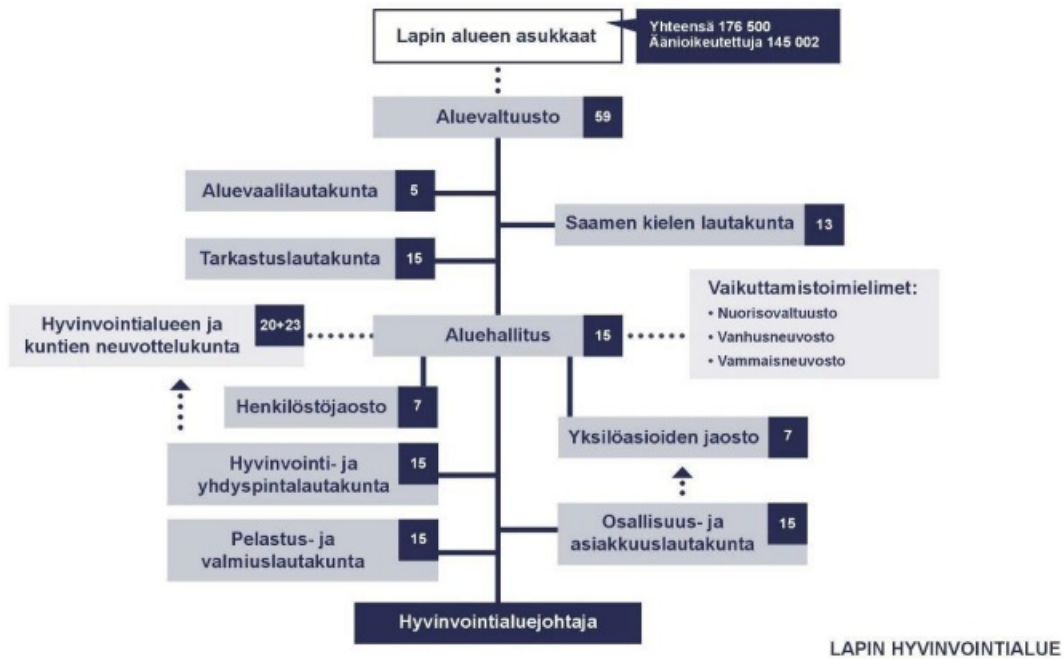 Lapin alueen asukkaat
Yhteensä 176 500
Äänioikeutettuja 145 002
Aluevaltuusto 59
Aluevaalilautakunta 5
Saamen kielen lautakunta 13
Tarkastuslautakunta 15
Vaikuttamistoimielimet:
• Nuorisovaltuusto
• Vanhusneuvosto
• Vammaisneuvosto
Hyvinvointialueen ja
kuntien neuvottelukunta
20+23
Aluehallitus 15
Henkilöstöjaosto 7
Yksilöasioiden jaosto 7
Hyvinvointi- ja
yhdyspintalautakunta
15
Osallisuus- ja
asiakkuuslautakunta
15
Pelastus- ja
valmiuslautakunta
15
Hyvinvointialuejohtaja
LAPIN HYVINVOINTIALUE